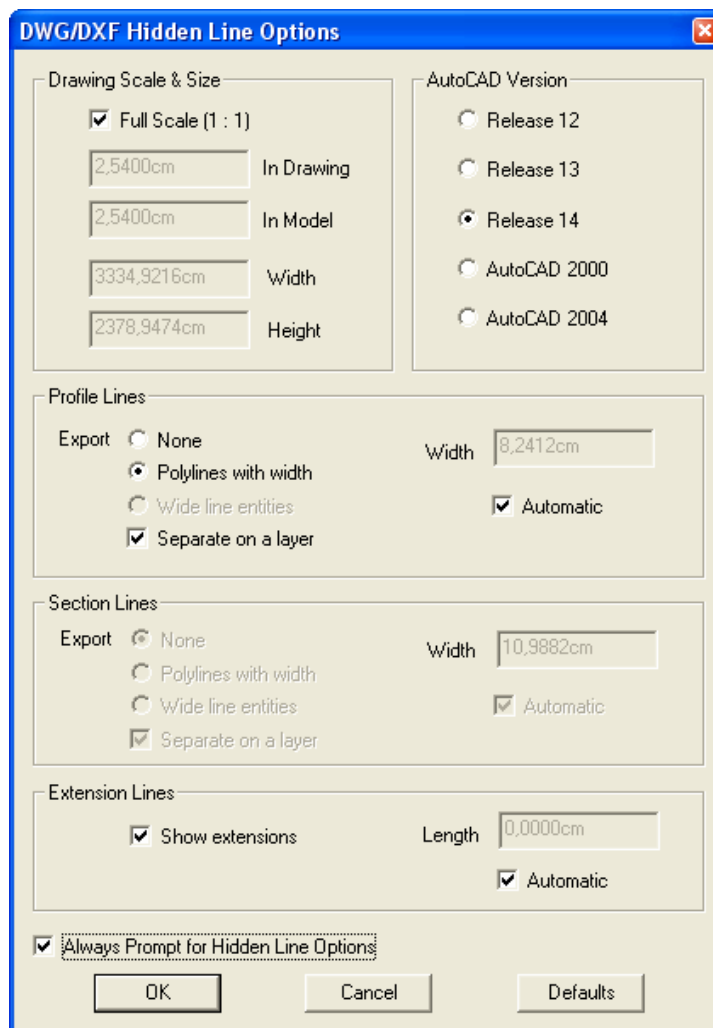 DWG/DXF Hidden Line Options
Drawing Scale & Size
Full Scale (1 : 1)
2,5400cm In Drawing
2,5400cm In Model
3334,9216cm Width
2378,9474cm Height
AutoCAD Version
Release 12
Release 13
Release 14
AutoCAD 2000
AutoCAD 2004
Profile Lines
Export None
Polylines with width
Wide line entities
Separate on a layer
Width 8,2412cm
Automatic
Section Lines
Export None
Polylines with width
Wide line entities
Separate on a layer
Width 10,9882cm
Automatic
Extension Lines
Show extensions
Length 0,0000cm
Automatic
Always Prompt for Hidden Line Options
OK Cancel Defaults